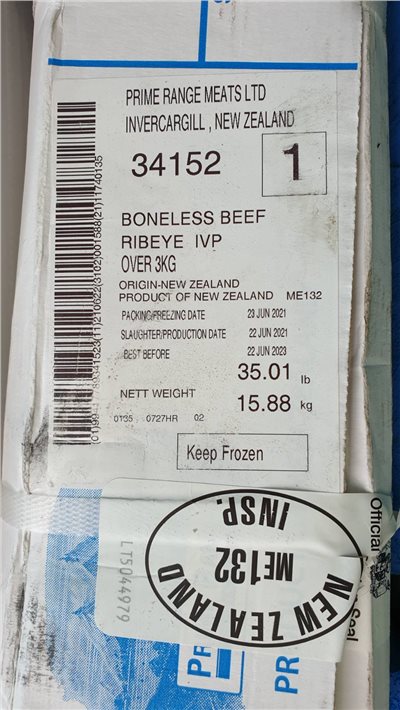 PRIME RANGE MEATS LTD
INVERCARGILL , NEW ZEALAND
34152
1
BONELESS BEEF
RIBEYE IVP
OVER 3KG
ORIGIN-NEW ZEALAND
PRODUCT OF NEW ZEALAND ME132
PACKING/FREEZING DATE 23 JUN 2021
SLAUGHTER/PRODUCTION DATE 22 JUN 2021
BEST BEFORE 22 JUN 2023
35.01 lb
NETT WEIGHT 15.88 kg
0135 0727HR 02
Keep Frozen
NEW ZEALAND
ME132
INSP.
Official
Seal
LT5044979
PR
PR